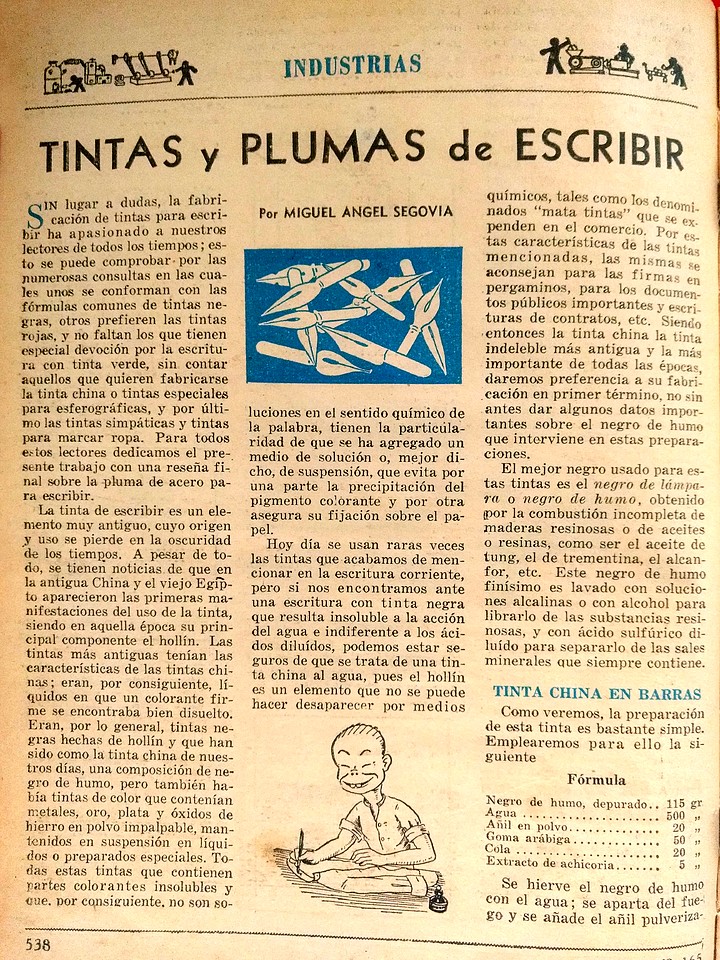 INDUSTRIAS
TINTAS y PLUMAS de ESCRIBIR
SIN lugar a dudas, la fabri-
cación de tintas para escri-
bir ha apasionado a nuestros
lectores de todos los tiempos; es-
to se puede comprobar por las
numerosas consultas en las cua-
les unos se conforman con las
fórmulas comunes de tintas ne-
gras, otros prefieren las tintas
rojas, y no faltan los que tienen
especial devoción por la escritu-
ra con tinta verde, sin contar
aquellos que quieren fabricarse
la tinta china o tintas especiales
para esferográficas, y por últi-
mo las tintas simpáticas y tintas
para marcar ropa. Para todos
estos lectores dedicamos el pre-
sente trabajo con una reseña fi-
nal sobre la pluma de acero pa-
ra escribir.
La tinta de escribir es un ele-
mento muy antiguo, cuyo origen
y uso se pierde en la oscuridad
de los tiempos. A pesar de to-
do, se tienen noticias de que en
la antigua China y el viejo Egip-
to aparecieron las primeras ma-
nifestaciones del uso de la tinta,
siendo en aquella época su prin-
cipal componente el hollín. Las
tintas más antiguas tenían las
características de las tintas chi-
nas; eran, por consiguiente, lí-
quidos en que un colorante fir-
me se encontraba bien disuelto.
Eran, por lo general, tintas ne-
gras hechas de hollín y que han
sido como la tinta china de nues-
tros días, una composición de ne-
gro de humo, pero también ha-
bía tintas de color que contenían
metales, oro, plata y óxidos de
hierro en polvo impalpable, man-
tenidos en suspensión en líqui-
dos o preparados especiales. To-
das estas tintas que contienen
partes colorantes insolubles y
que, por consiguiente, no son so-
Por MIGUEL ANGEL SEGOVIA
luciones en el sentido químico de
la palabra, tienen la particula-
ridad de que se ha agregado un
medio de solución o, mejor di-
cho, de suspensión, que evita por
una parte la precipitación del
pigmento colorante y por otra
asegura su fijación sobre el pa-
pel.
Hoy día se usan raras veces
las tintas que acabamos de men-
cionar en la escritura corriente,
pero si nos encontramos ante
una escritura con tinta negra
que resulta insoluble a la acción
del agua e indiferente a los áci-
dos diluídos, podemos estar se-
guros de que se trata de una tin-
ta china al agua, pues el hollín
es un elemento que no se puede
hacer desaparecer por medios
químicos, tales como los denomi-
nados "mata tintas" que se ex-
penden en el comercio. Por es-
tas características de las tintas
mencionadas, las mismas se
aconsejan para las firmas en
pergaminos, para los documen-
tos públicos importantes y escri-
turas de contratos, etc. Siendo
entonces la tinta china la tinta
indeleble más antigua y la más
importante de todas las épocas,
daremos preferencia a su fabri-
cación en primer término, no sin
antes dar algunos datos impor-
tantes sobre el negro de humo
que interviene en estas prepara-
ciones.
El mejor negro usado para es-
tas tintas es el negro de lámpa-
ra o negro de humo, obtenido
por la combustión incompleta de
maderas resinosas o de aceites
o resinas, como ser el aceite de
tung, el de trementina, el alcan-
for, etc. Este negro de humo
finísimo es lavado con solucio-
nes alcalinas o con alcohol para
librarlo de las substancias resi-
nosas, y con ácido sulfúrico di-
luído para separarlo de las sales
minerales que siempre contiene.
TINTA CHINA EN BARRAS
Como veremos, la preparación
de esta tinta es bastante simple.
Emplearemos para ello la si-
guiente
Fórmula
Negro de humo, depurado.. 115 gr
Agua .................... 500 „
Añil en polvo............. 20 „
Goma arábiga ............. 50 „
Cola ..................... 20 „
Extracto de achicoria....... 5 „
Se hierve el negro de humo
con el agua; se aparta del fue-
go y se añade el añil pulveriza-
538